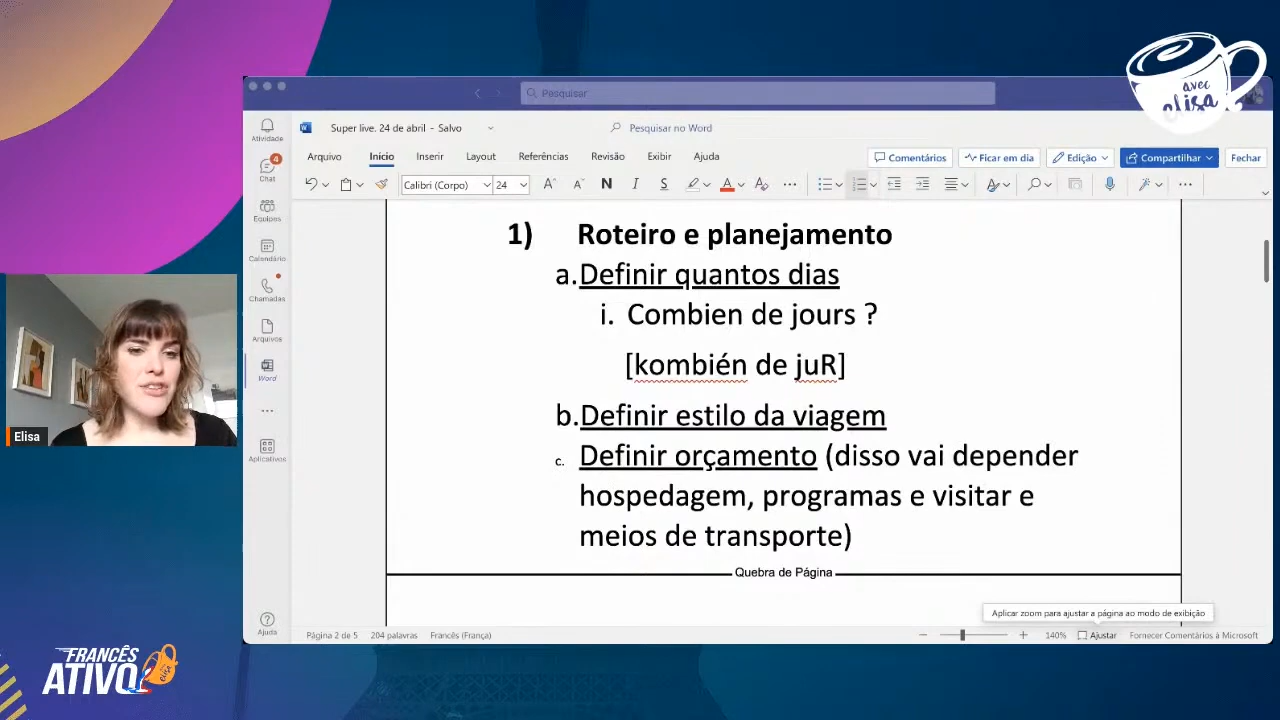 avec
elisa
Pesquisar
Super live. 24 de abril - Salvo
Pesquisar no Word
Arquivo Início Inserir Layout Referências Revisão Exibir Ajuda
Comentários Ficar em dia Edição Compartilhar Fechar
Calibri (Corpo) 24 N I S A
Atividade
4
Chat
Equipes
Calendário
Chamadas
Arquivos
Word
Aplicativos
Ajuda
1) Roteiro e planejamento
a.Definir quantos dias
i. Combien de jours ?
[kombién de juR]
b.Definir estilo da viagem
c. Definir orçamento (disso vai depender
hospedagem, programas e visitar e
meios de transporte)
Quebra de Página
Aplicar zoom para ajustar a página ao modo de exibição
Página 2 de 5 204 palavras Francês (França) 140% Ajustar Fornecer Comentários à Microsoft
Elisa
FRANCÊS
ATIVO
elisa